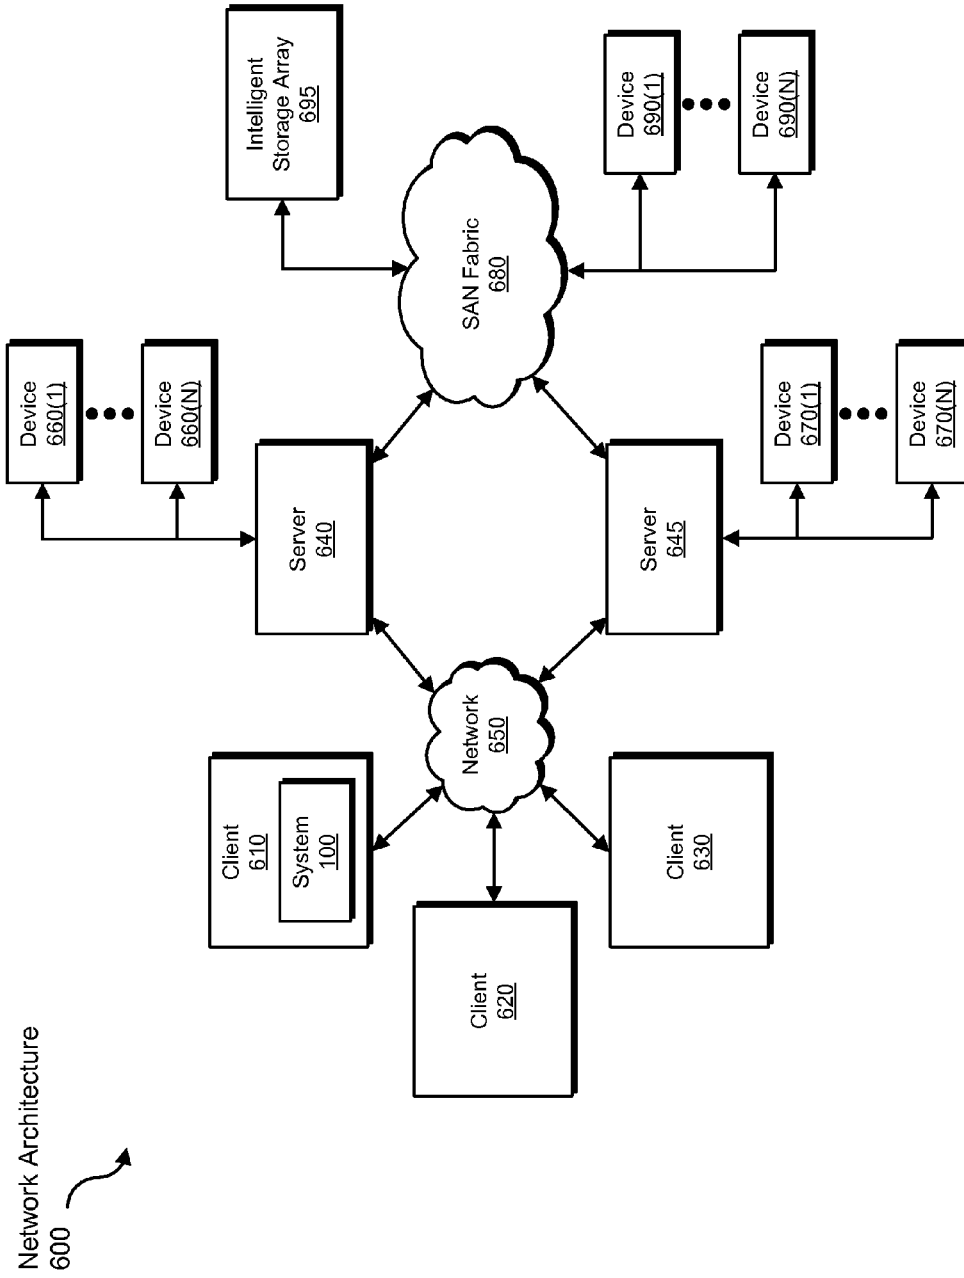 Network Architecture
600
Client
610
System
100
Client
620
Client
630
Network
650
Server
640
Server
645
Device
660(1)
Device
660(N)
Device
670(1)
Device
670(N)
SAN Fabric
680
Intelligent
Storage Array
695
Device
690(1)
Device
690(N)